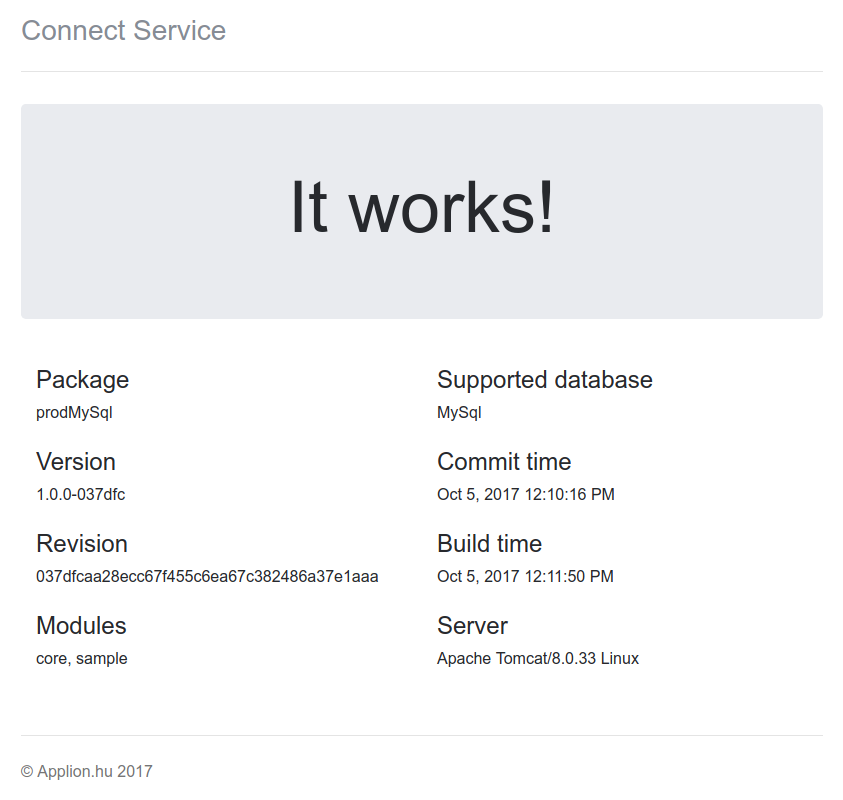 Connect Service
It works!
Package
prodMySql
Supported database
MySql
Version
1.0.0-037dfc
Commit time
Oct 5, 2017 12:10:16 PM
Revision
037dfcaa28ecc67f455c6ea67c382486a37e1aaa
Build time
Oct 5, 2017 12:11:50 PM
Modules
core, sample
Server
Apache Tomcat/8.0.33 Linux
© Applion.hu 2017